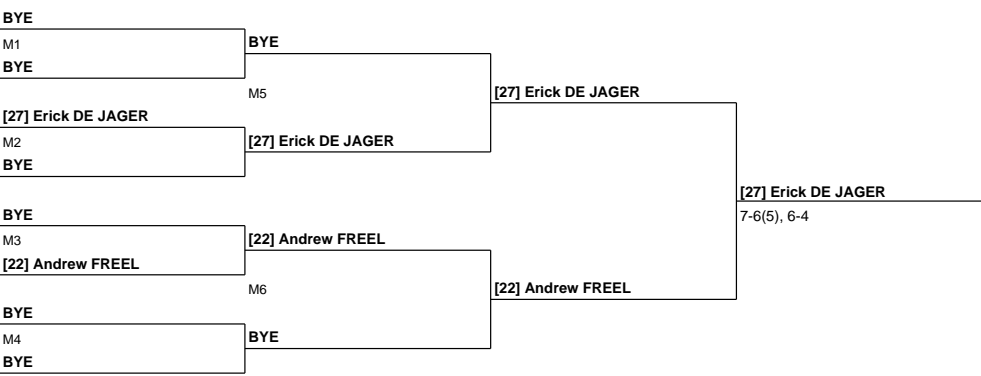 BYE
M1
BYE
BYE
M5
[27] Erick DE JAGER
[27] Erick DE JAGER
M2
[27] Erick DE JAGER
BYE
[27] Erick DE JAGER
7-6(5), 6-4
BYE
M3
[22] Andrew FREEL
[22] Andrew FREEL
M6
[22] Andrew FREEL
BYE
M4
BYE
BYE